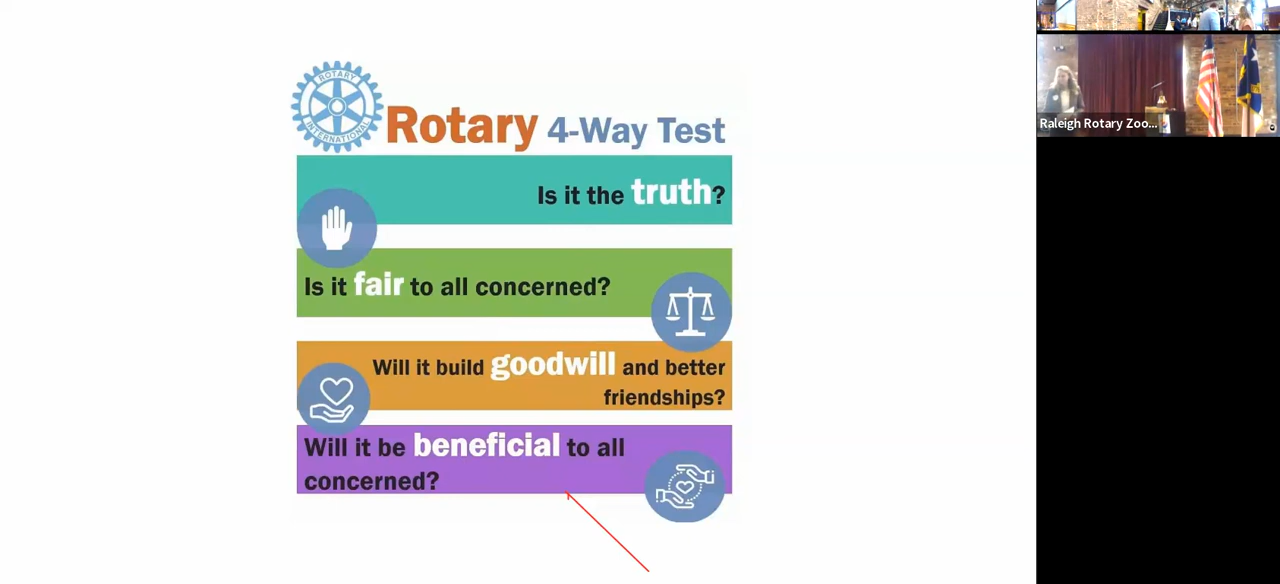 ROTARY
INTERNATIONAL
Rotary 4-Way Test
Is it the truth?
Is it fair to all concerned?
Will it build goodwill and better
friendships?
Will it be beneficial to all
concerned?
Raleigh Rotary Zoo...